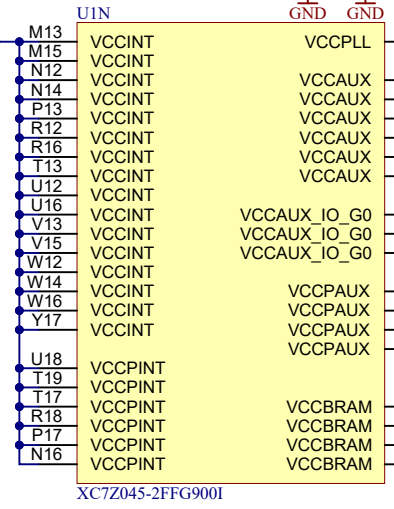 U1N GND GND
M13 VCCINT VCCPLL
M15 VCCINT
N12 VCCINT VCCAUX
N14 VCCINT VCCAUX
P13 VCCINT VCCAUX
R12 VCCINT VCCAUX
R16 VCCINT VCCAUX
T13 VCCINT VCCAUX
U12 VCCINT
U16 VCCINT VCCAUX_IO_G0
V13 VCCINT VCCAUX_IO_G0
V15 VCCINT VCCAUX_IO_G0
W12 VCCINT
W14 VCCINT VCCPAUX
W16 VCCINT VCCPAUX
Y17 VCCINT VCCPAUX
VCCPAUX
U18 VCCPINT
T19 VCCPINT
T17 VCCPINT VCCBRAM
R18 VCCPINT VCCBRAM
P17 VCCPINT VCCBRAM
N16 VCCPINT VCCBRAM
XC7Z045-2FFG900I